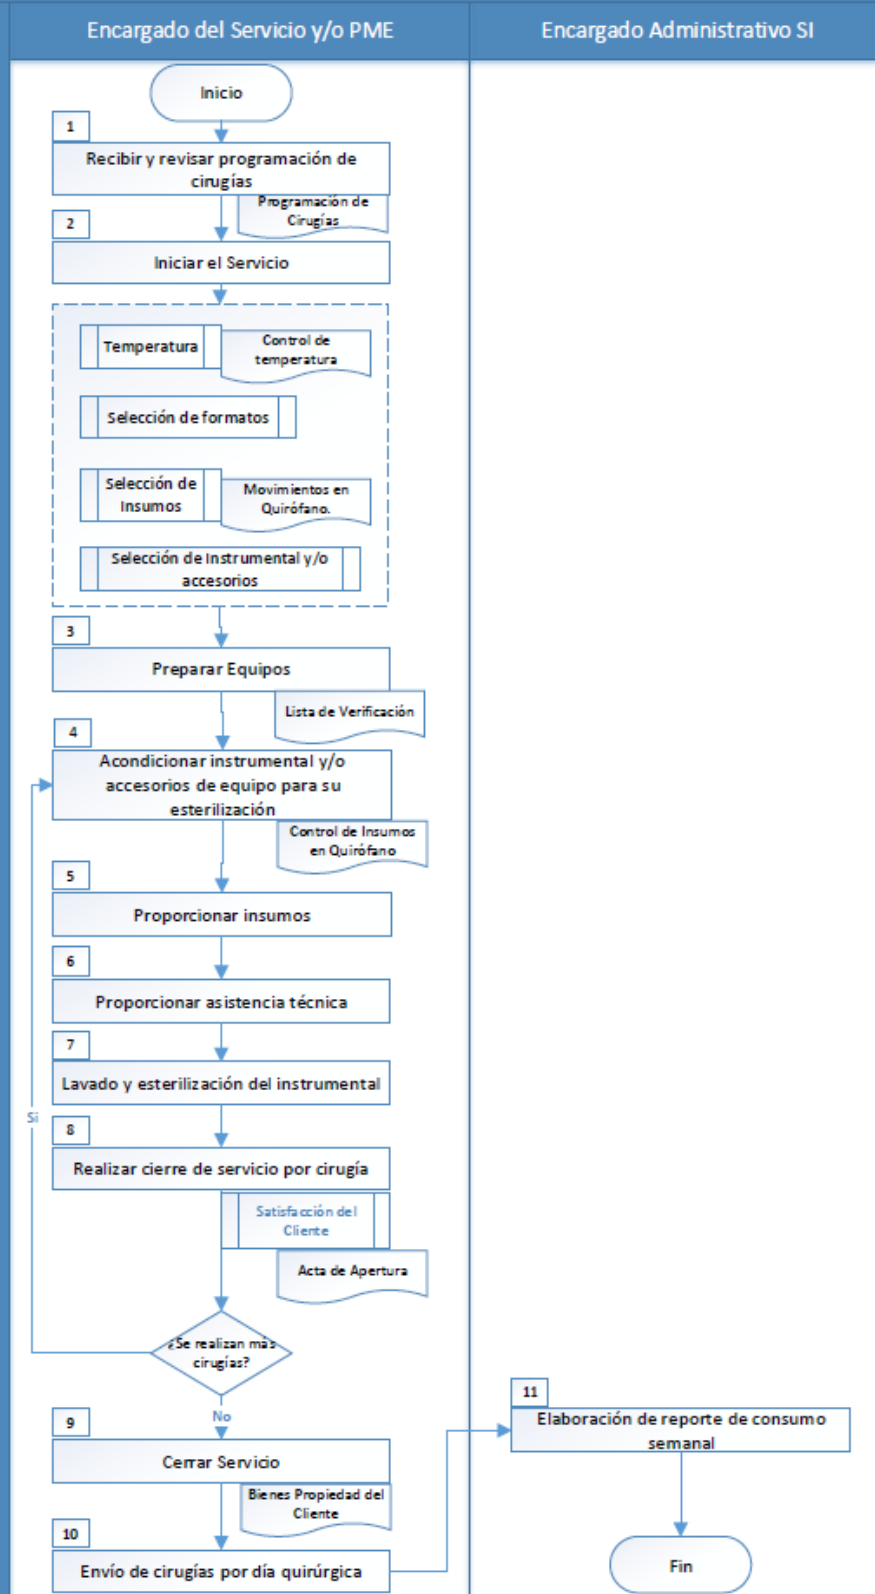 Encargado del Servicio y/o PME
Encargado Administrativo SI
Inicio
1
Recibir y revisar programación de
cirugías
Programación de
Cirugías
2
Iniciar el Servicio
Temperatura
Control de
temperatura
Selección de formatos
Selección de
Insumos
Movimientos en
Quirófano.
Selección de Instrumental y/o
accesorios
3
Preparar Equipos
Lista de Verificación
4
Acondicionar instrumental y/o
accesorios de equipo para su
esterilización
Control de Insumos
en Quirófano
5
Proporcionar insumos
6
Proporcionar asistencia técnica
7
Lavado y esterilización del instrumental
Si
8
Realizar cierre de servicio por cirugía
Satisfacción del
Cliente
Acta de Apertura
¿Se realizan más
cirugías?
No
9
Cerrar Servicio
Bienes Propiedad del
Cliente
10
Envío de cirugías por día quirúrgica
11
Elaboración de reporte de consumo
semanal
Fin